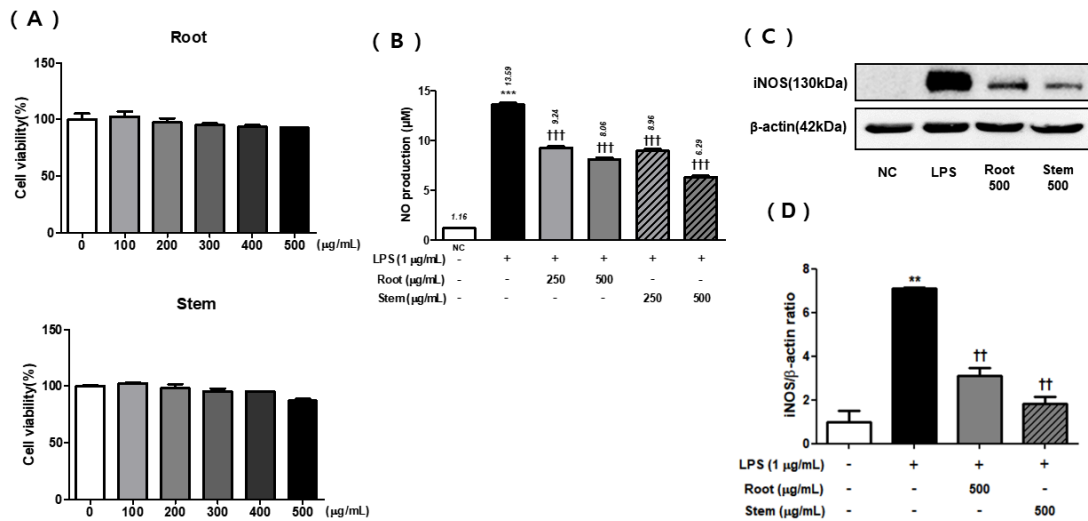 ( A )
Root
Cell viability(%)
150
100
50
0
0 100 200 300 400 500 (μg/mL)
Stem
Cell viability(%)
150
100
50
0
0 100 200 300 400 500 (μg/mL)
( B )
NO production (μM)
15
10
5
0
1.16
13.59
***
9.24
†††
8.06
†††
8.96
†††
6.29
†††
NC
LPS (1 μg/mL) - + + + + +
Root (μg/mL) - - 250 500 - -
Stem (μg/mL) - - - - 250 500
( C )
iNOS(130kDa)
β-actin(42kDa)
NC LPS Root Stem
500 500
( D )
iNOS/β-actin ratio
8
6
4
2
0
**
††
††
LPS (1 μg/mL) - + + +
Root (μg/mL) - - 500 -
Stem (μg/mL) - - - 500